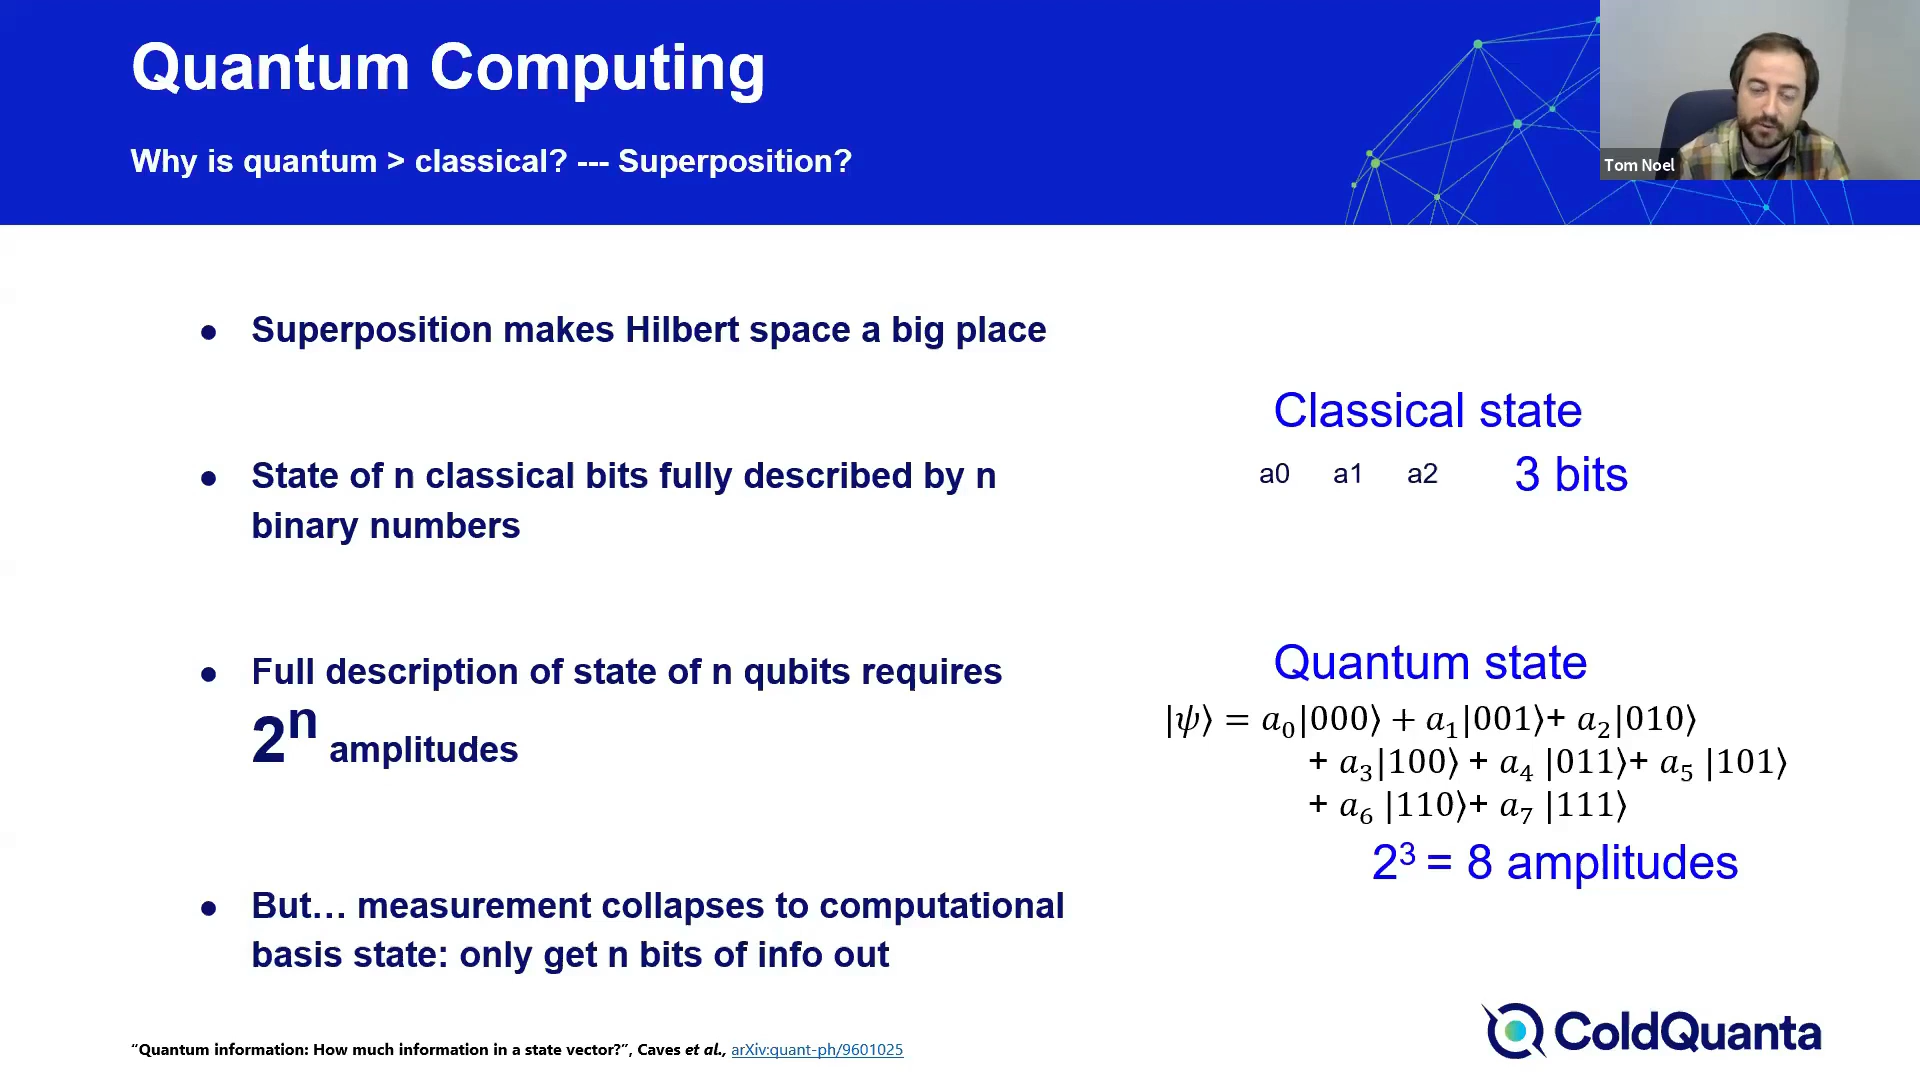 Quantum Computing
Why is quantum > classical? --- Superposition?
Tom Noel
● Superposition makes Hilbert space a big place
● State of n classical bits fully described by n
binary numbers
● Full description of state of n qubits requires
2ⁿ amplitudes
● But… measurement collapses to computational
basis state: only get n bits of info out
Classical state
a0 a1 a2 3 bits
Quantum state
|ψ⟩ = a₀|000⟩ + a₁|001⟩+ a₂|010⟩
+ a₃|100⟩ + a₄ |011⟩+ a₅ |101⟩
+ a₆ |110⟩+ a₇ |111⟩
2³ = 8 amplitudes
“Quantum information: How much information in a state vector?”, Caves et al., arXiv:quant-ph/9601025
ColdQuanta